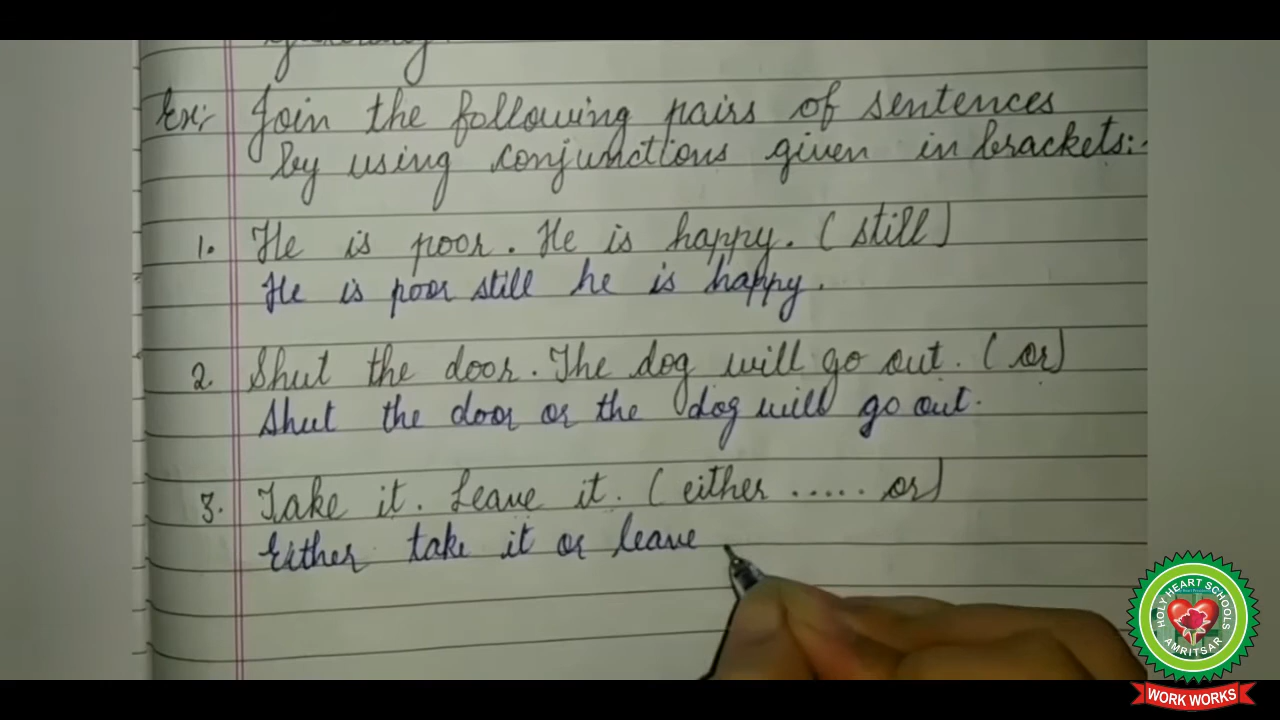 Ex:- Join the following pairs of sentences
by using conjunctions given in brackets:-
1. He is poor. He is happy. (still)
He is poor still he is happy.
2. Shut the door. The dog will go out. (or)
Shut the door or the dog will go out.
3. Take it. Leave it. (either ..... or)
Either take it or leave
HOLY HEART SCHOOLS
AMRITSAR
WORK WORKS